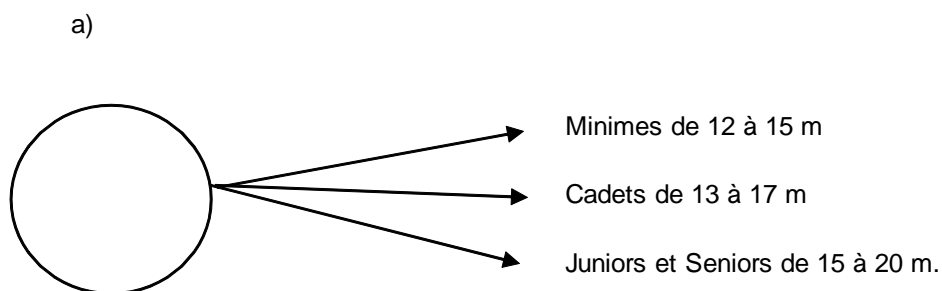 a)
Minimes de 12 à 15 m
Cadets de 13 à 17 m
Juniors et Seniors de 15 à 20 m.